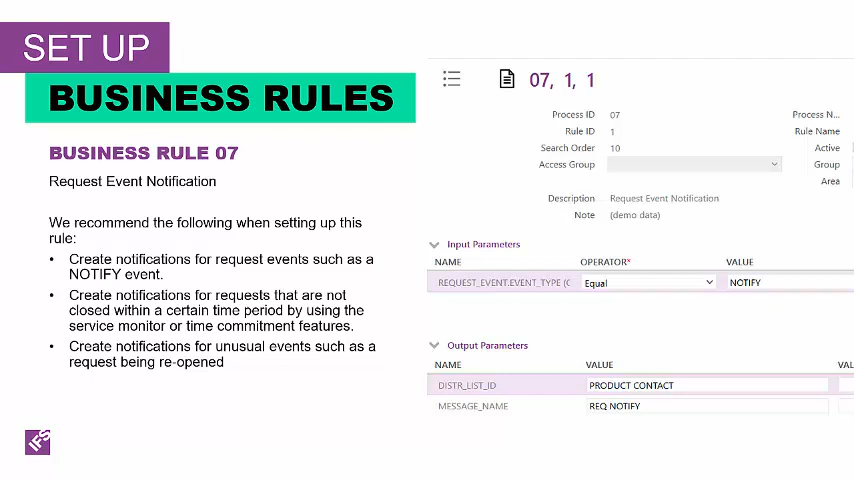 SET UP
BUSINESS RULES
BUSINESS RULE 07
Request Event Notification
We recommend the following when setting up this
rule:
• Create notifications for request events such as a
NOTIFY event.
• Create notifications for requests that are not
closed within a certain time period by using the
service monitor or time commitment features.
• Create notifications for unusual events such as a
request being re-opened
IFS
07, 1, 1
Process ID 07 Process N...
Rule ID 1 Rule Name
Search Order 10 Active
Access Group Group
Area
Description Request Event Notification
Note (demo data)
Input Parameters
NAME OPERATOR* VALUE
REQUEST_EVENT.EVENT_TYPE (C Equal NOTIFY
Output Parameters
NAME VALUE VAL
DISTR_LIST_ID PRODUCT CONTACT
MESSAGE_NAME REQ NOTIFY